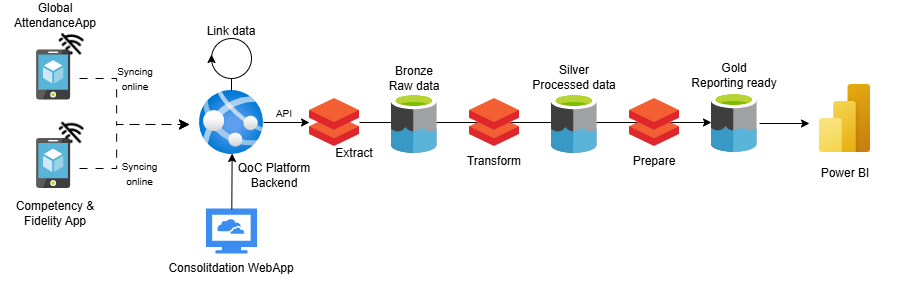 Global
AttendanceApp
Link data
Syncing
online
Bronze
Raw data
Silver
Processed data
Gold
Reporting ready
API
Extract
Transform
Prepare
Power BI
Syncing
online
QoC Platform
Backend
Competency &
Fidelity App
Consolitdation WebApp